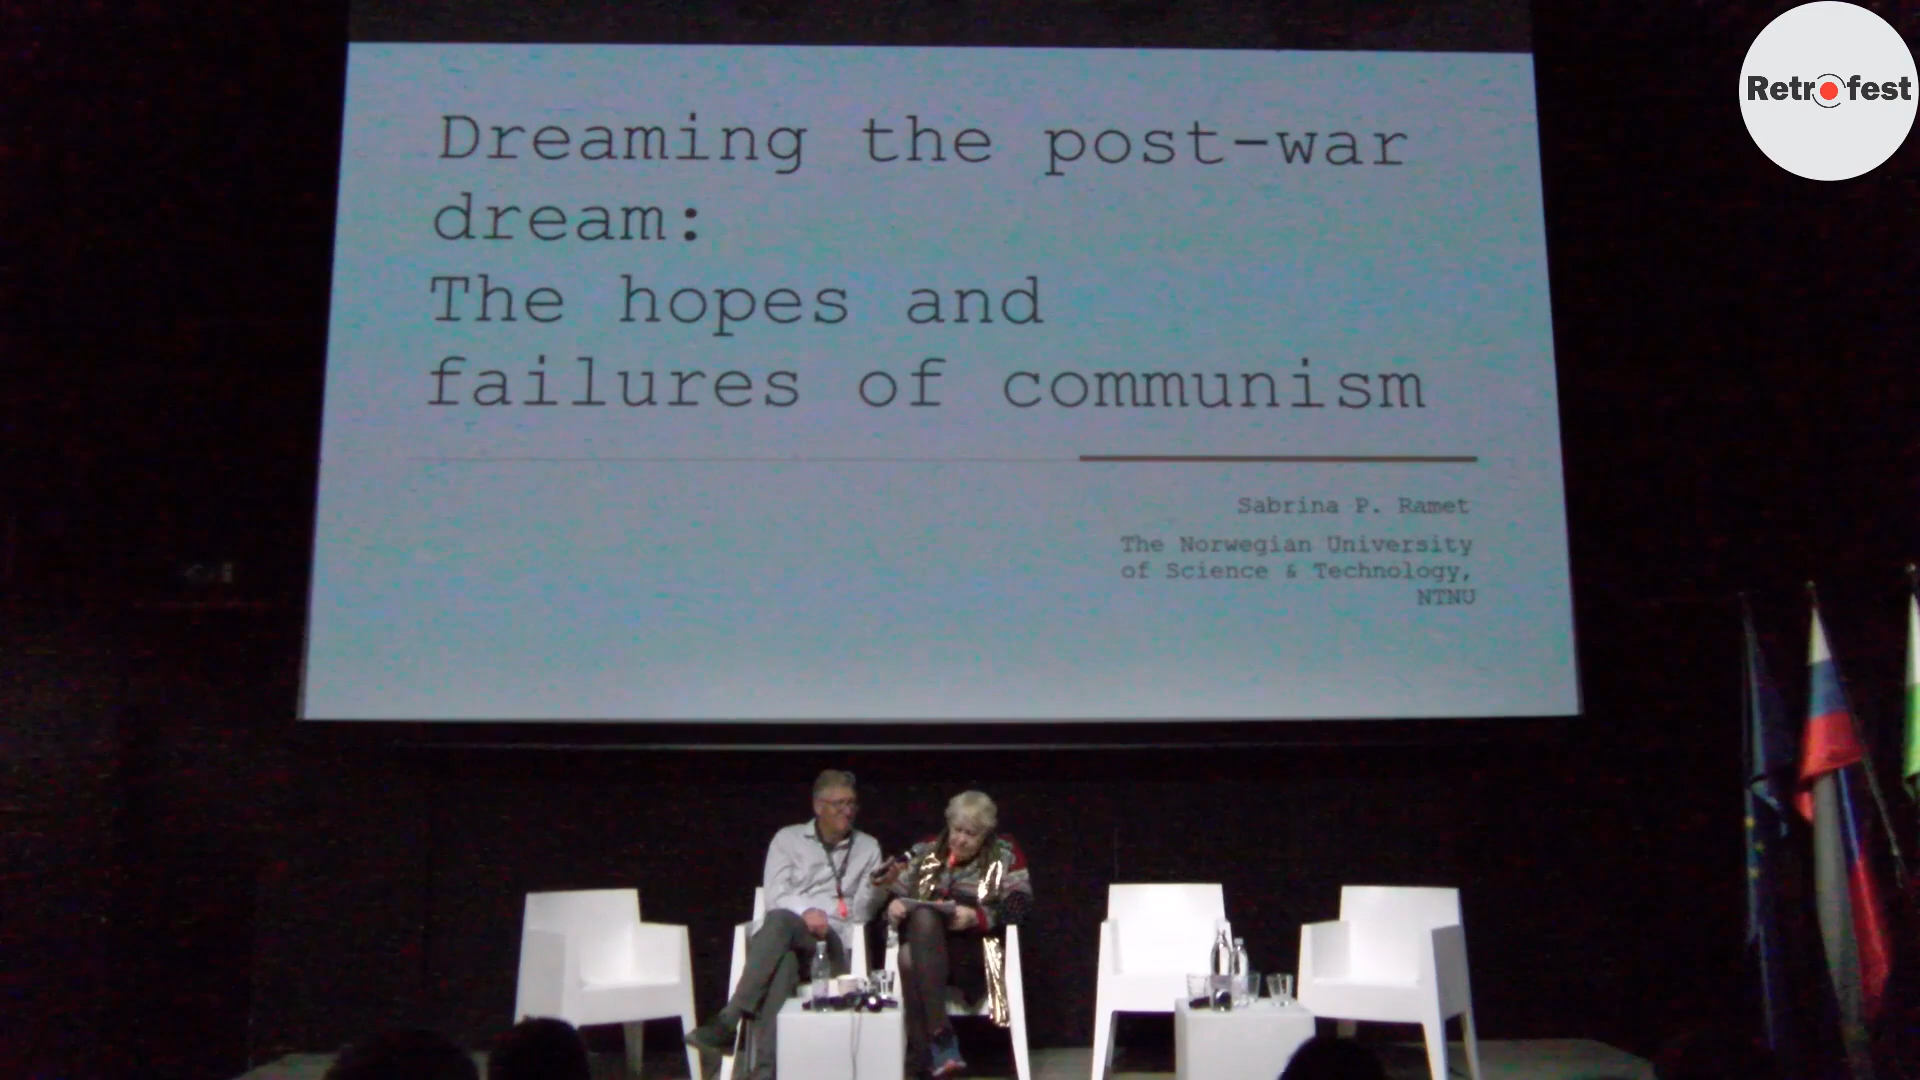 Retrofest
Dreaming the post-war
dream:
The hopes and
failures of communism
Sabrina P. Ramet
The Norwegian University
of Science & Technology,
NTNU